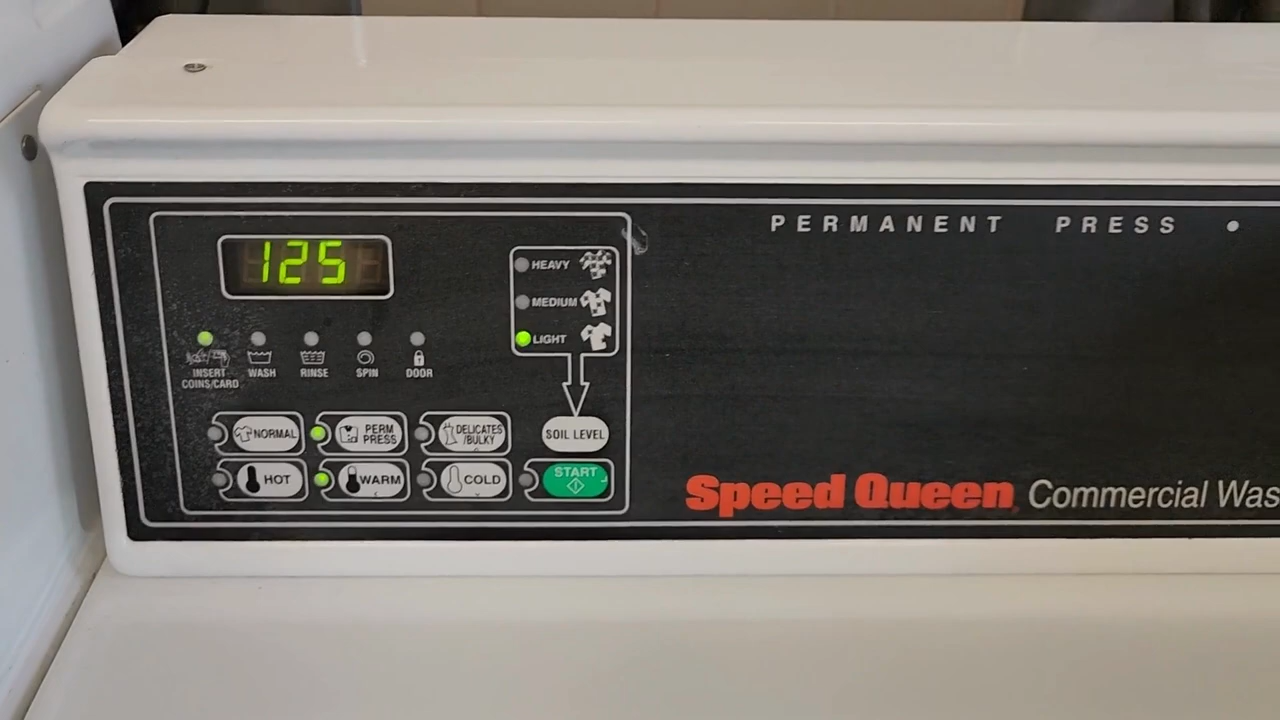 PERMANENT PRESS •
125
HEAVY
MEDIUM
LIGHT
INSERT
COINS/CARD
WASH
RINSE
SPIN
DOOR
NORMAL
PERM
PRESS
DELICATES
/BULKY
SOIL LEVEL
HOT
WARM
COLD
START
Speed Queen Commercial Was